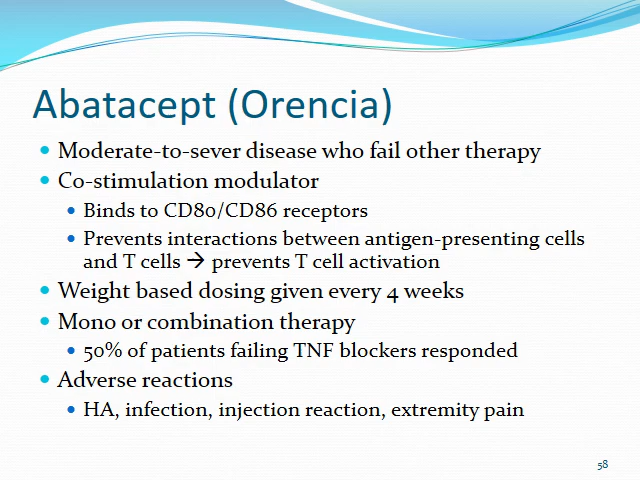 Abatacept (Orencia)
• Moderate-to-sever disease who fail other therapy
• Co-stimulation modulator
• Binds to CD80/CD86 receptors
• Prevents interactions between antigen-presenting cells
and T cells → prevents T cell activation
• Weight based dosing given every 4 weeks
• Mono or combination therapy
• 50% of patients failing TNF blockers responded
• Adverse reactions
• HA, infection, injection reaction, extremity pain
58